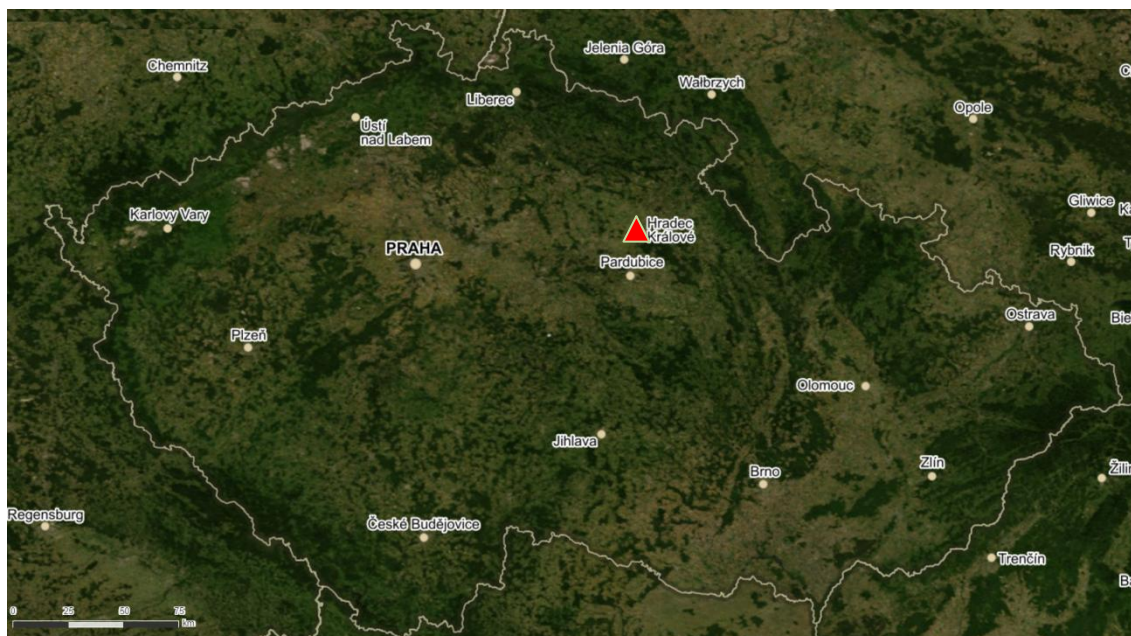 Jelenia Góra
Chemnitz
Wałbrzych
Liberec
Opole
Ústí
nad Labem
Gliwice
Karlovy Vary
Hradec
Králové
PRAHA
Rybnik
Pardubice
Ostrava
Plzeň
Olomouc
Jihlava
Zlín
Brno
Regensburg
České Budějovice
Trenčín
0 25 50 75
km